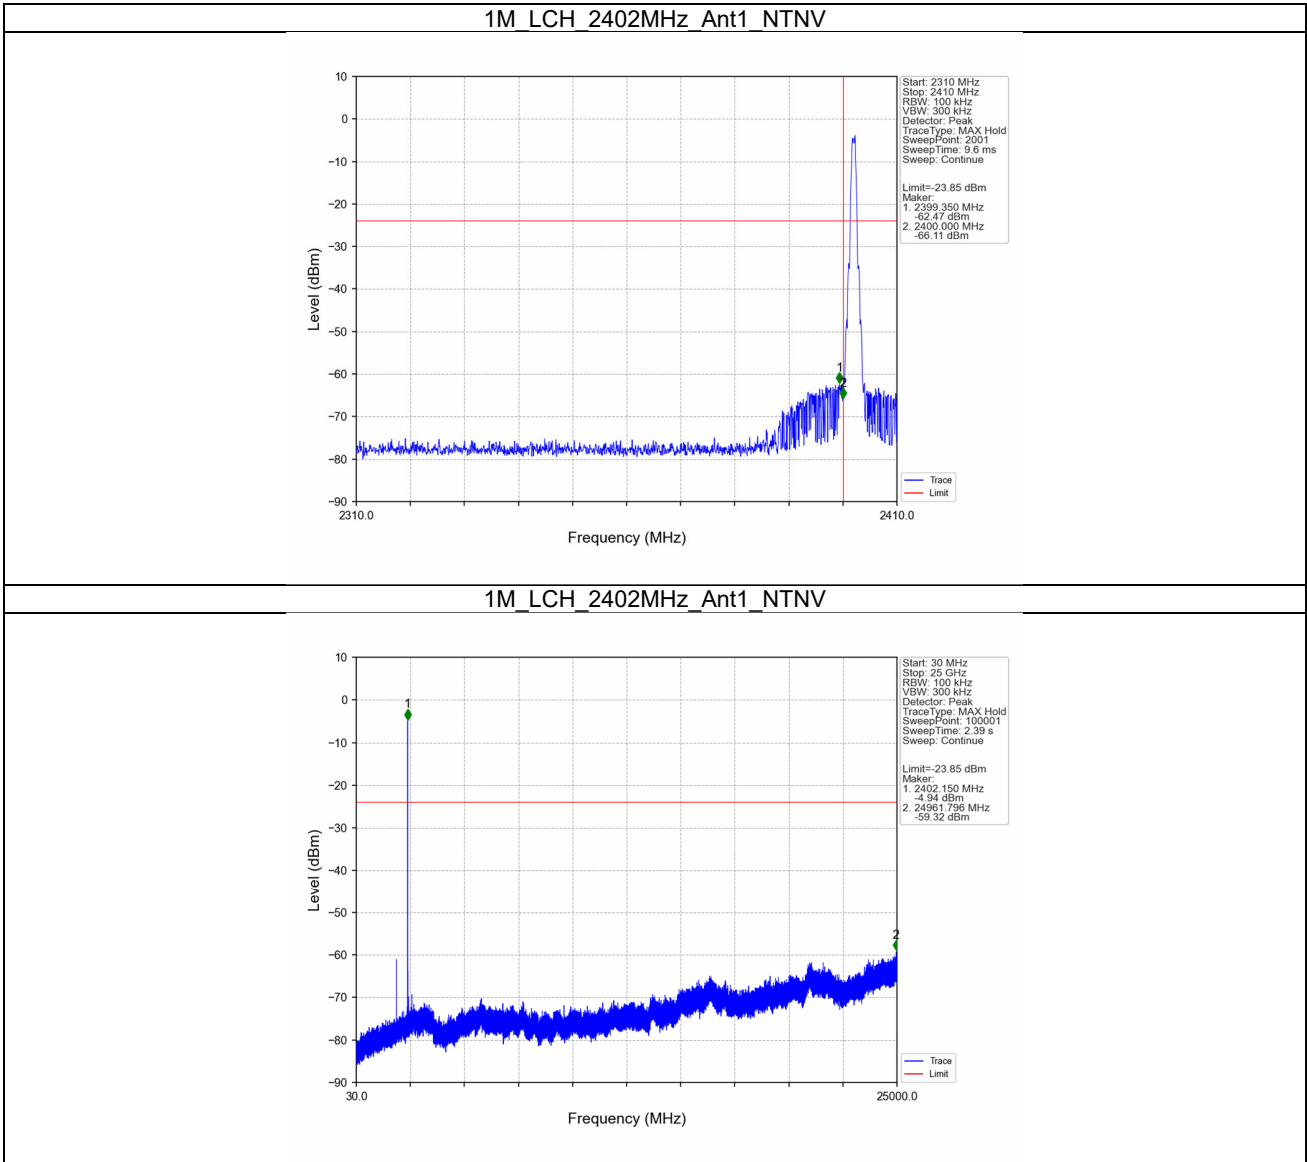 1M_LCH_2402MHz_Ant1_NTNV
10
0
−10
−20
−30
−40
−50
−60
−70
−80
−90
Level (dBm)
2310.0
2410.0
Frequency (MHz)
1
2
Start: 2310 MHz
Stop: 2410 MHz
RBW: 100 kHz
VBW: 300 kHz
Detector: Peak
TraceType: MAX Hold
SweepPoint: 2001
SweepTime: 9.6 ms
Sweep: Continue
Limit=-23.85 dBm
Maker:
1. 2399.350 MHz
-62.47 dBm
2. 2400.000 MHz
-66.11 dBm
Trace
Limit
1M_LCH_2402MHz_Ant1_NTNV
10
0
−10
−20
−30
−40
−50
−60
−70
−80
−90
Level (dBm)
30.0
25000.0
Frequency (MHz)
1
2
Start: 30 MHz
Stop: 25 GHz
RBW: 100 kHz
VBW: 300 kHz
Detector: Peak
TraceType: MAX Hold
SweepPoint: 100001
SweepTime: 2.39 s
Sweep: Continue
Limit=-23.85 dBm
Maker:
1. 2402.150 MHz
-4.94 dBm
2. 24961.796 MHz
-59.32 dBm
Trace
Limit